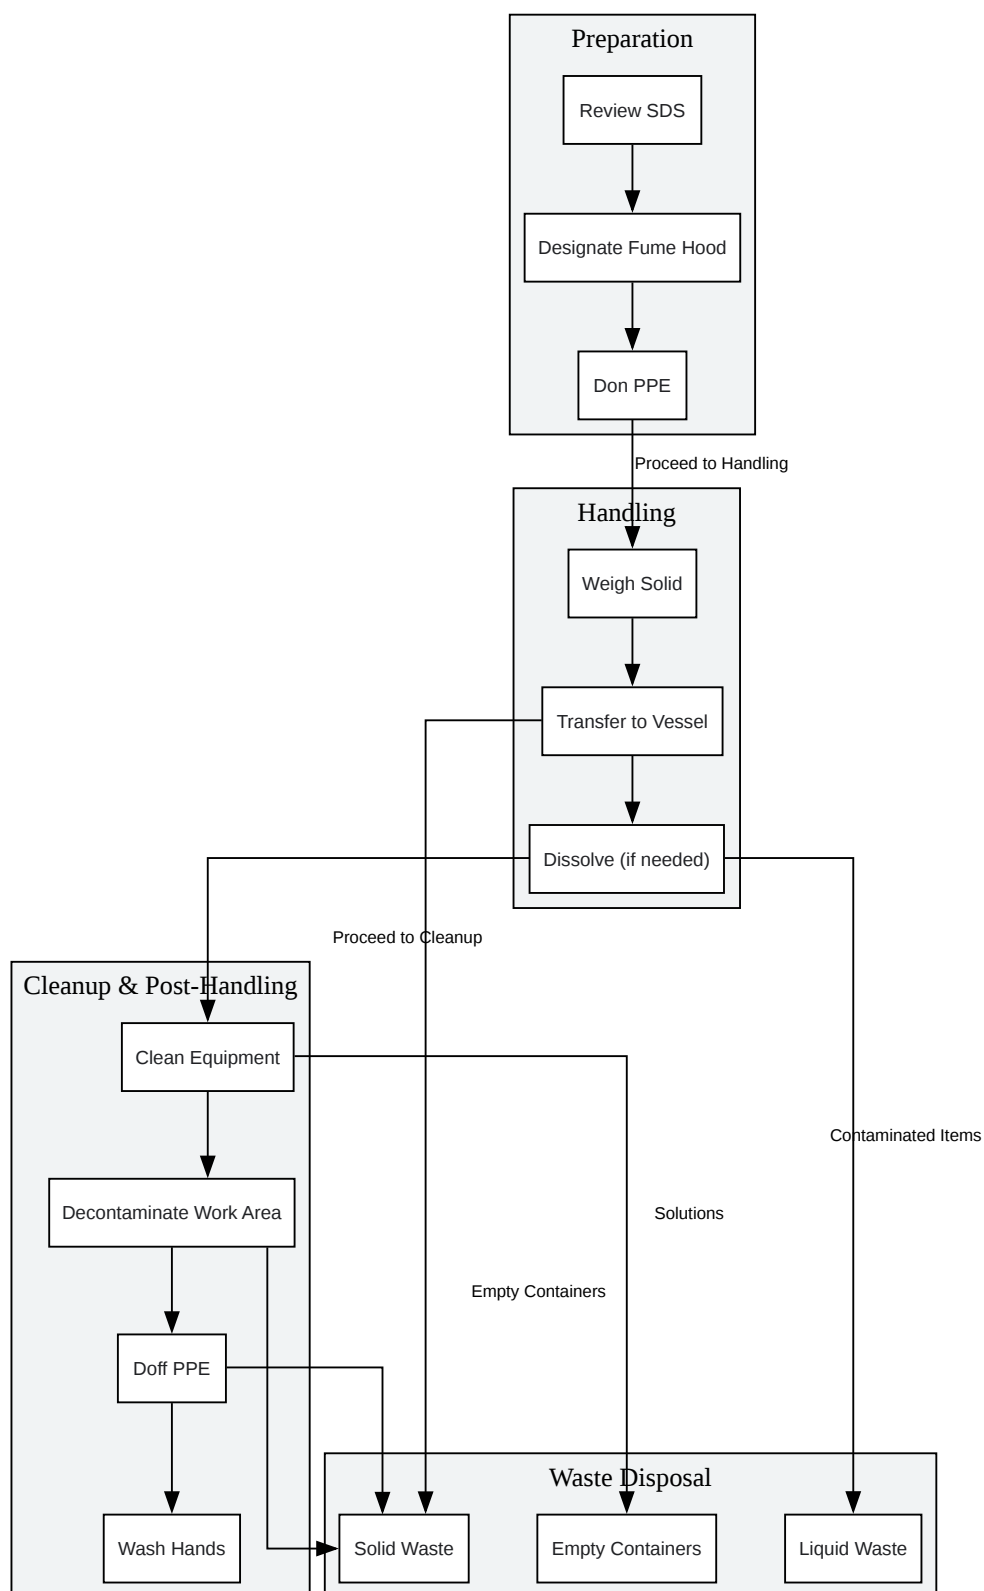 Preparation
Review SDS
Designate Fume Hood
Don PPE
Proceed to Handling
Handling
Weigh Solid
Transfer to Vessel
Dissolve (if needed)
Proceed to Cleanup
Cleanup & Post-Handling
Clean Equipment
Contaminated Items
Decontaminate Work Area
Solutions
Empty Containers
Doff PPE
Waste Disposal
Wash Hands
Solid Waste
Empty Containers
Liquid Waste